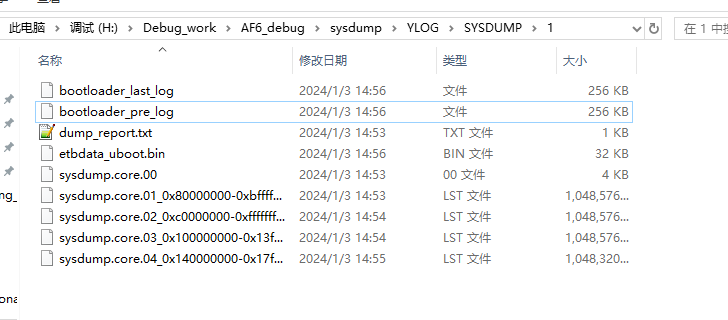 此电脑 › 调试 (H:) › Debug_work › AF6_debug › sysdump › YLOG › SYSDUMP › 1
在 1 中搜
名称 修改日期 类型 大小
bootloader_last_log 2024/1/3 14:56 文件 256 KB
bootloader_pre_log 2024/1/3 14:56 文件 256 KB
dump_report.txt 2024/1/3 14:53 TXT 文件 1 KB
etbdata_uboot.bin 2024/1/3 14:56 BIN 文件 32 KB
sysdump.core.00 2024/1/3 14:53 00 文件 4 KB
sysdump.core.01_0x80000000-0xbffff... 2024/1/3 14:53 LST 文件 1,048,576...
sysdump.core.02_0xc0000000-0xfffffff... 2024/1/3 14:54 LST 文件 1,048,576...
sysdump.core.03_0x100000000-0x13f... 2024/1/3 14:54 LST 文件 1,048,576...
sysdump.core.04_0x140000000-0x17f... 2024/1/3 14:55 LST 文件 1,048,320...